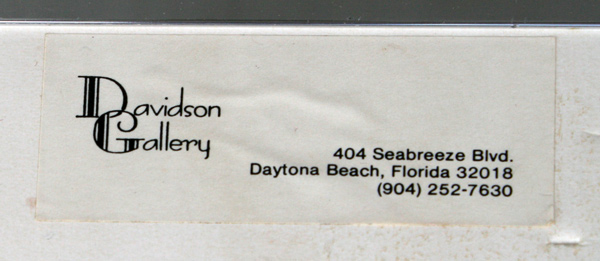 Davidson
Gallery
404 Seabreeze Blvd.
Daytona Beach, Florida 32018
(904) 252-7630